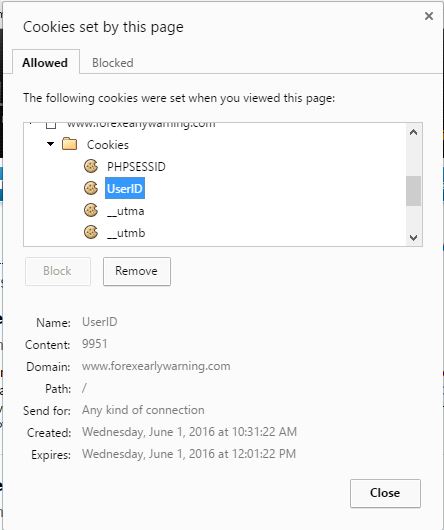 Cookies set by this page
Allowed
Blocked
The following cookies were set when you viewed this page:
www.forexearlywarning.com
Cookies
PHPSESSID
UserID
__utma
__utmb
Block
Remove
Name: UserID
Content: 9951
Domain: www.forexearlywarning.com
Path: /
Send for: Any kind of connection
Created: Wednesday, June 1, 2016 at 10:31:22 AM
Expires: Wednesday, June 1, 2016 at 12:01:22 PM
Close